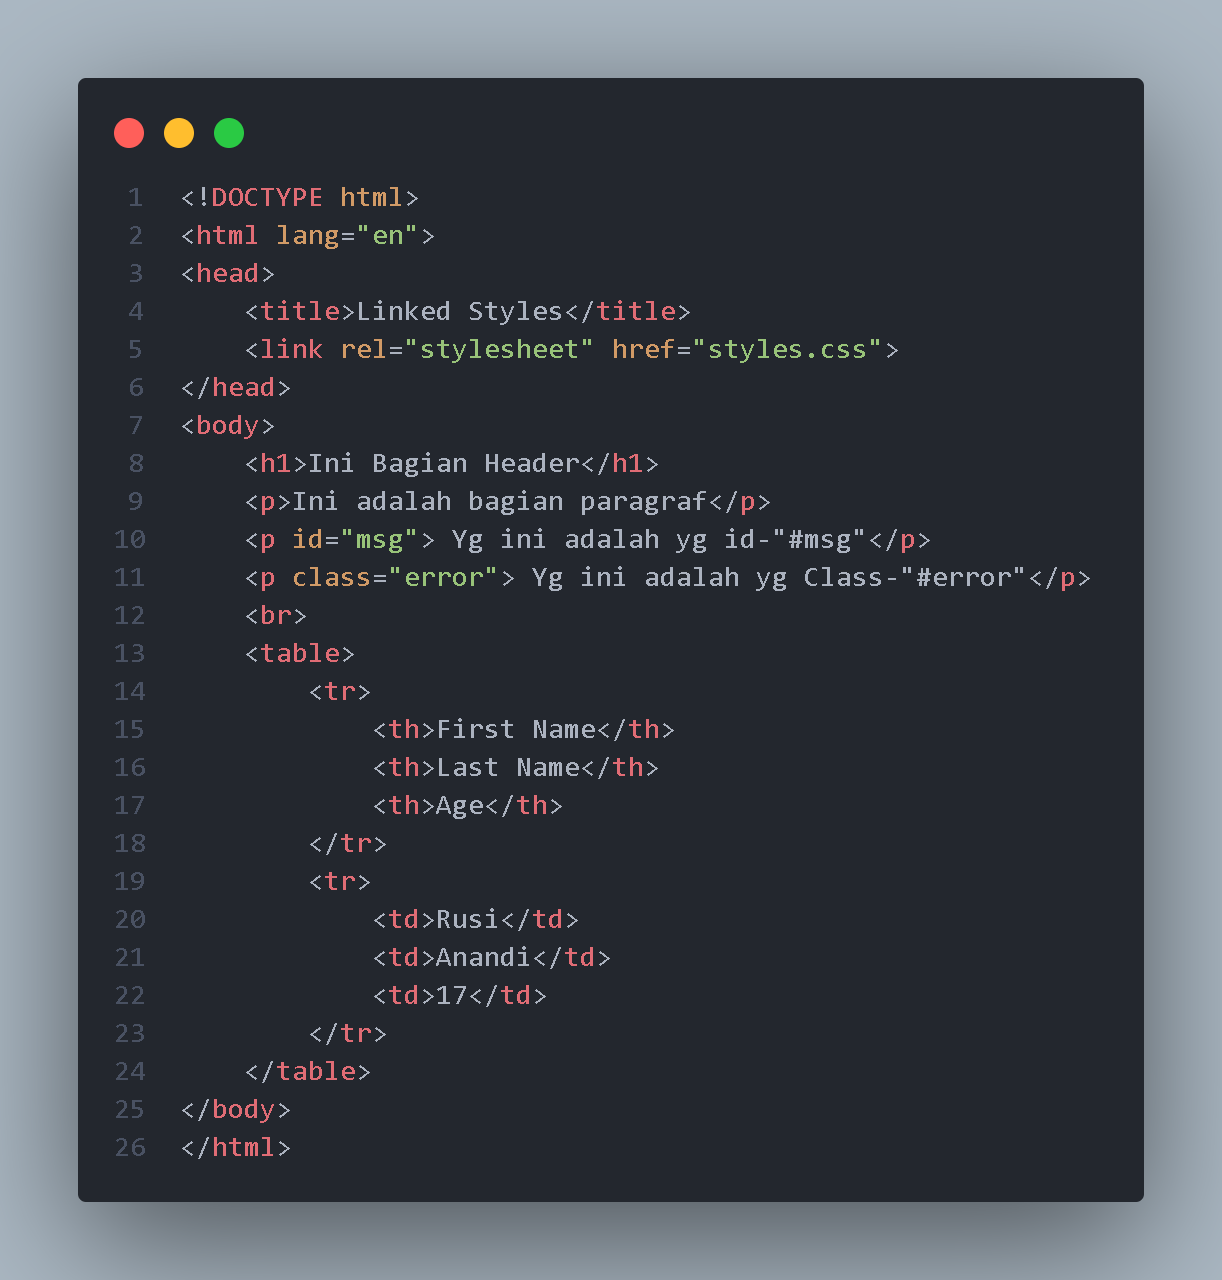 1 <!DOCTYPE html>
2 <html lang="en">
3 <head>
4     <title>Linked Styles</title>
5     <link rel="stylesheet" href="styles.css">
6 </head>
7 <body>
8     <h1>Ini Bagian Header</h1>
9     <p>Ini adalah bagian paragraf</p>
10     <p id="msg"> Yg ini adalah yg id-"#msg"</p>
11     <p class="error"> Yg ini adalah yg Class-"#error"</p>
12     <br>
13     <table>
14         <tr>
15             <th>First Name</th>
16             <th>Last Name</th>
17             <th>Age</th>
18         </tr>
19         <tr>
20             <td>Rusi</td>
21             <td>Anandi</td>
22             <td>17</td>
23         </tr>
24     </table>
25 </body>
26 </html>